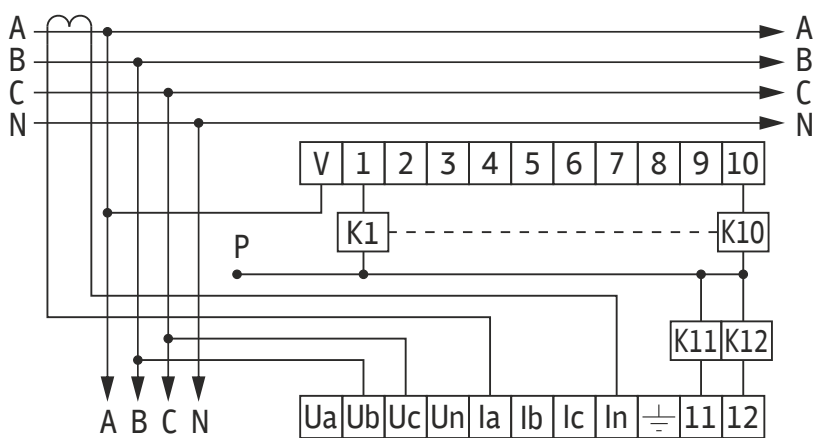 A A
B B
C C
N N
V 1 2 3 4 5 6 7 8 9 10
K1 K10
P
K11 K12
Ua Ub Uc Un Ia Ib Ic In 11 12
A B C N